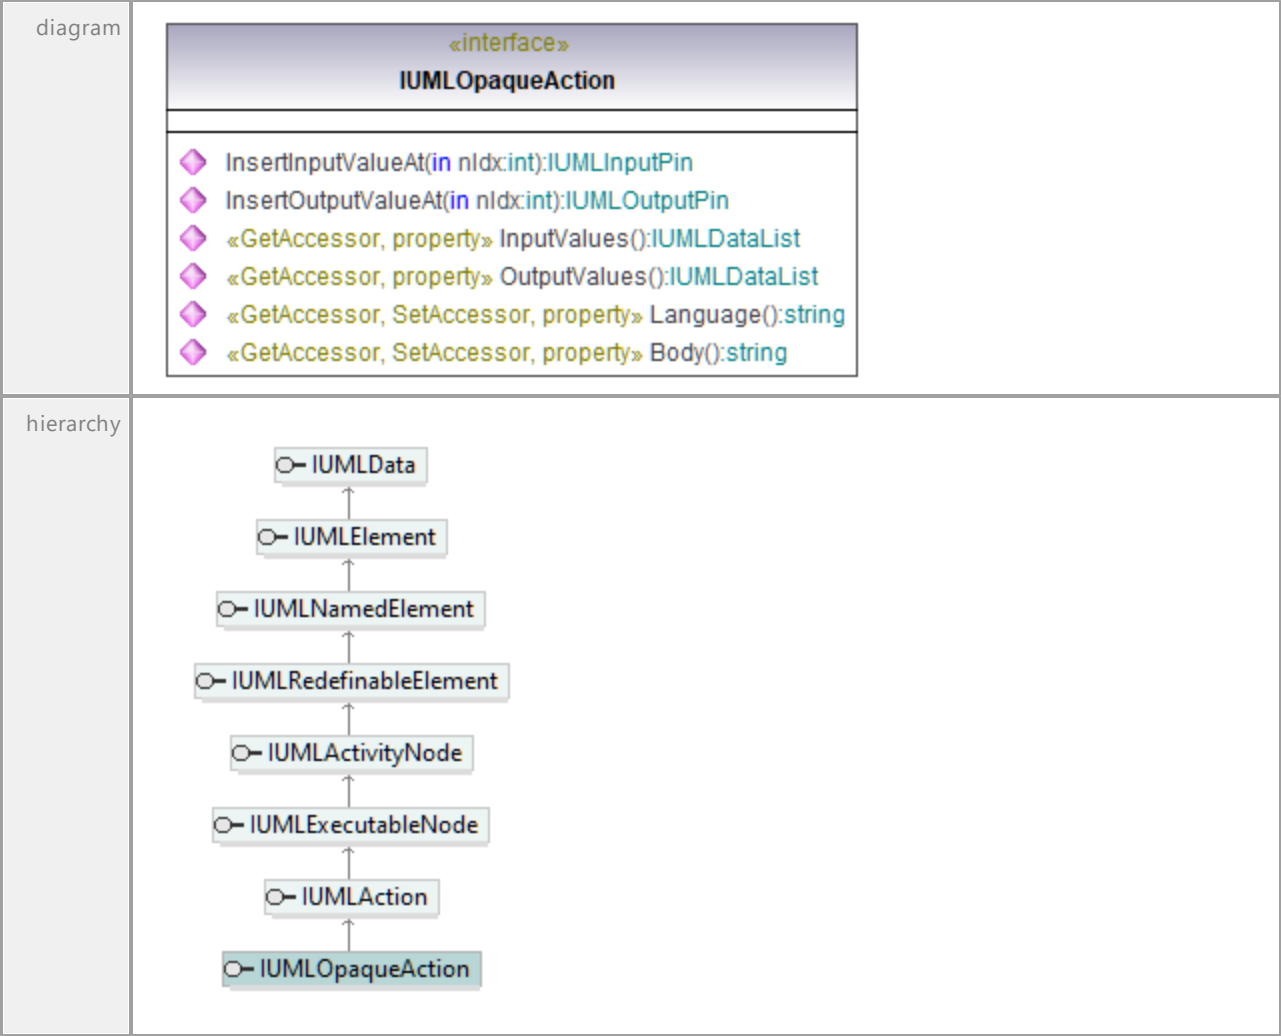 diagram
«interface»
IUMLOpaqueAction
InsertInputValueAt(in nIdx:int):IUMLInputPin
InsertOutputValueAt(in nIdx:int):IUMLOutputPin
«GetAccessor, property» InputValues():IUMLDataList
«GetAccessor, property» OutputValues():IUMLDataList
«GetAccessor, SetAccessor, property» Language():string
«GetAccessor, SetAccessor, property» Body():string
hierarchy
IUMLData
IUMLElement
IUMLNamedElement
IUMLRedefinableElement
IUMLActivityNode
IUMLExecutableNode
IUMLAction
IUMLOpaqueAction